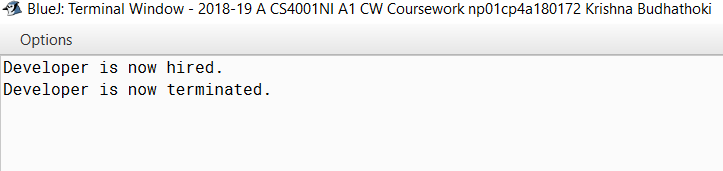 BlueJ: Terminal Window - 2018-19 A CS4001NI A1 CW Coursework np01cp4a180172 Krishna Budhathoki
Options
Developer is now hired.
Developer is now terminated.